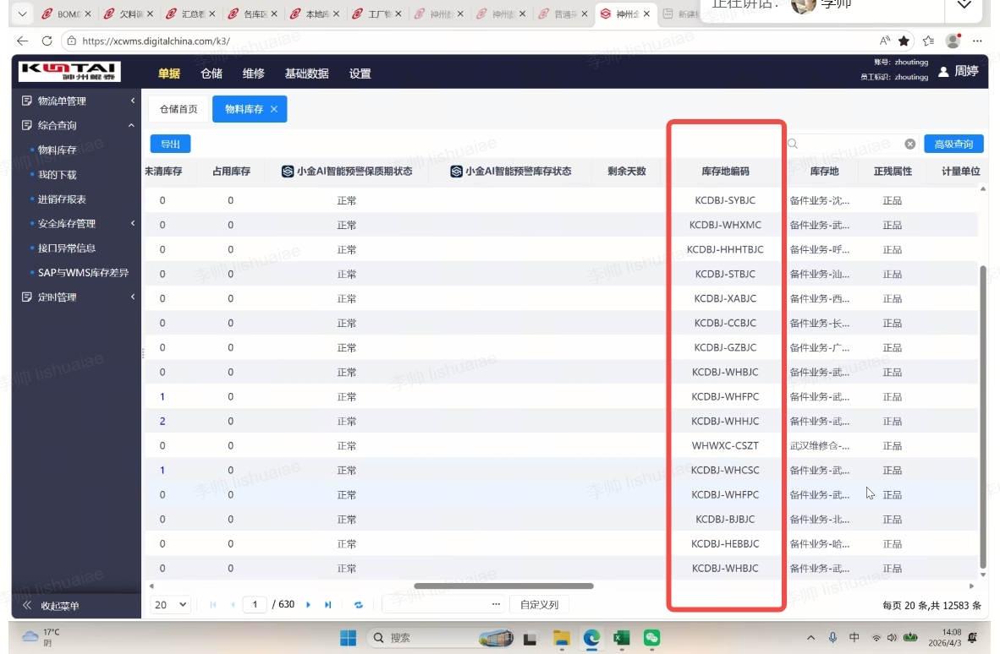 BOM
欠料
汇总
仓库
本地
工厂
神州
神州
普通
神州
新建
正在讲话：李帅
https://xcwms.digitalchina.com/k3/
KUNTAI
神州鲲泰
单据 仓储 维修 基础数据 设置
账号: zhoutingg
员工标识: zhoutingg
周婷
物流单管理
综合查询
物料库存
我的下载
进销存报表
安全库存管理
接口异常信息
SAP与WMS库存差异
定时管理
收起菜单
仓储首页 物料库存
导出 高级查询
未清库存 占用库存 小金AI智能预警保质期状态 小金AI智能预警库存状态 剩余天数 库存地编码 库存地 正残属性 计量单位
0 0 正常 KCDBJ-SYBJC 备件业务-沈... 正品
0 0 正常 KCDBJ-WHXMC 备件业务-武... 正品
0 0 正常 KCDBJ-HHHTBJC 备件业务-呼... 正品
0 0 正常 KCDBJ-STBJC 备件业务-汕... 正品
0 0 正常 KCDBJ-XABJC 备件业务-西... 正品
0 0 正常 KCDBJ-CCBJC 备件业务-长... 正品
0 0 正常 KCDBJ-GZBJC 备件业务-广... 正品
0 0 正常 KCDBJ-WHBJC 备件业务-武... 正品
1 0 正常 KCDBJ-WHFPC 备件业务-武... 正品
2 0 正常 KCDBJ-WHHJC 备件业务-武... 正品
0 0 正常 WHWXC-CSZT 武汉维修仓-... 正品
1 0 正常 KCDBJ-WHCSC 备件业务-武... 正品
0 0 正常 KCDBJ-WHFPC 备件业务-武... 正品
0 0 正常 KCDBJ-BJBJC 备件业务-北... 正品
0 0 正常 KCDBJ-HEBBJC 备件业务-哈... 正品
0 0 正常 KCDBJ-WHBJC 备件业务-武... 正品
20 1 / 630 ... 自定义列 每页 20 条,共 12583 条
李帅 lishuaiae
17°C
阴
搜索
中
14:08
2026/4/3